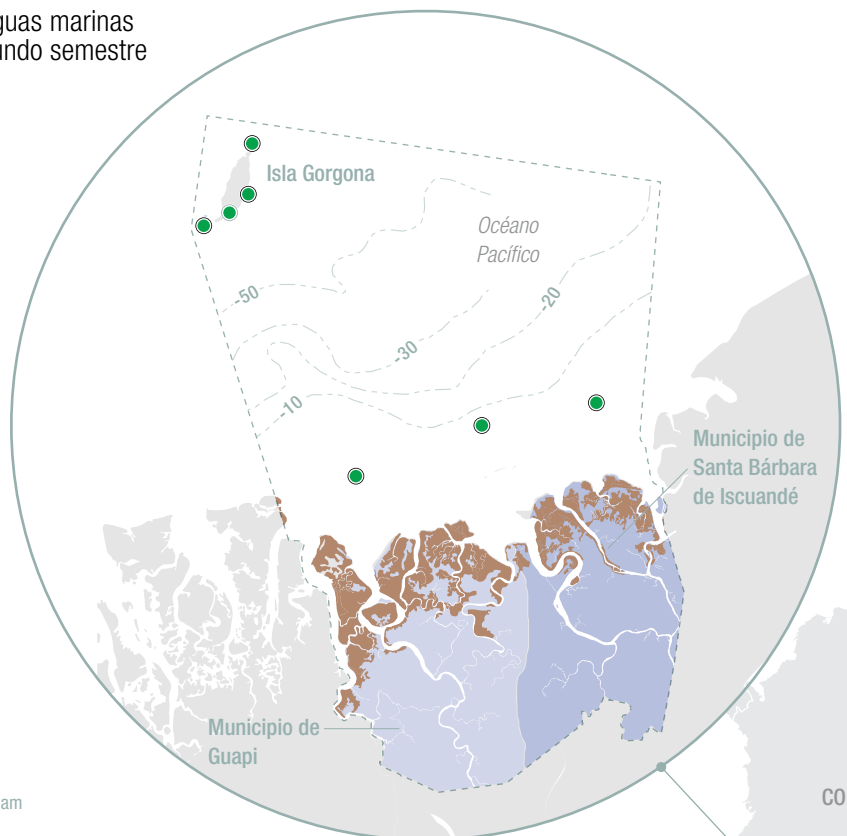 guas marinas
undo semestre
Isla Gorgona
Océano
Pacífico
-50
-20
-30
-10
Municipio de
Santa Bárbara
de Iscuandé
Municipio de
Guapi
am
CO